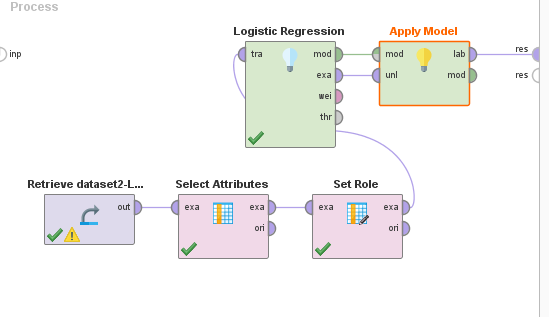 Process
Logistic Regression
Apply Model
inp
tra
mod
exa
wei
thr
mod
unl
lab
mod
res
res
Retrieve dataset2-L...
Select Attributes
Set Role
out
exa
exa
ori
exa
exa
ori